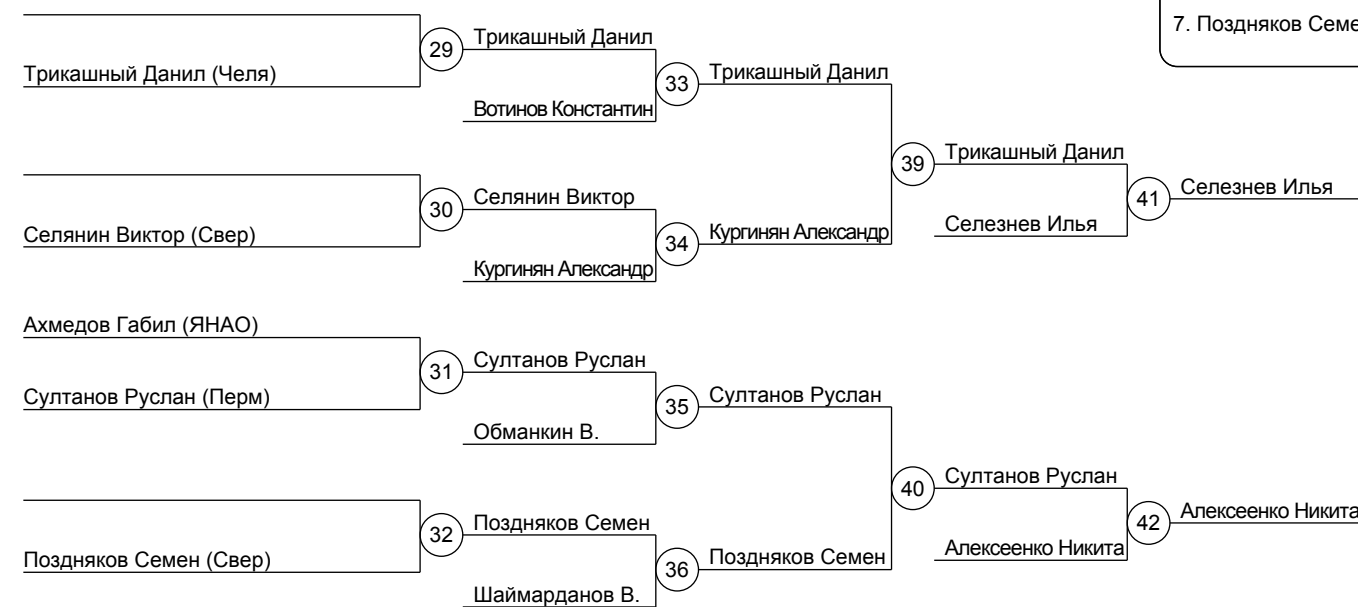 7. Поздняков Семе
29
Трикашный Данил
Трикашный Данил (Челя)
33
Трикашный Данил
Вотинов Константин
39
Трикашный Данил
30
Селянин Виктор
41
Селезнев Илья
Селянин Виктор (Свер)
34
Кургинян Александр
Селезнев Илья
Кургинян Александр
Ахмедов Габил (ЯНАО)
31
Султанов Руслан
Султанов Руслан (Перм)
35
Султанов Руслан
Обманкин В.
40
Султанов Руслан
32
Поздняков Семен
42
Алексеенко Никита
Поздняков Семен (Свер)
36
Поздняков Семен
Алексеенко Никита
Шаймарданов В.